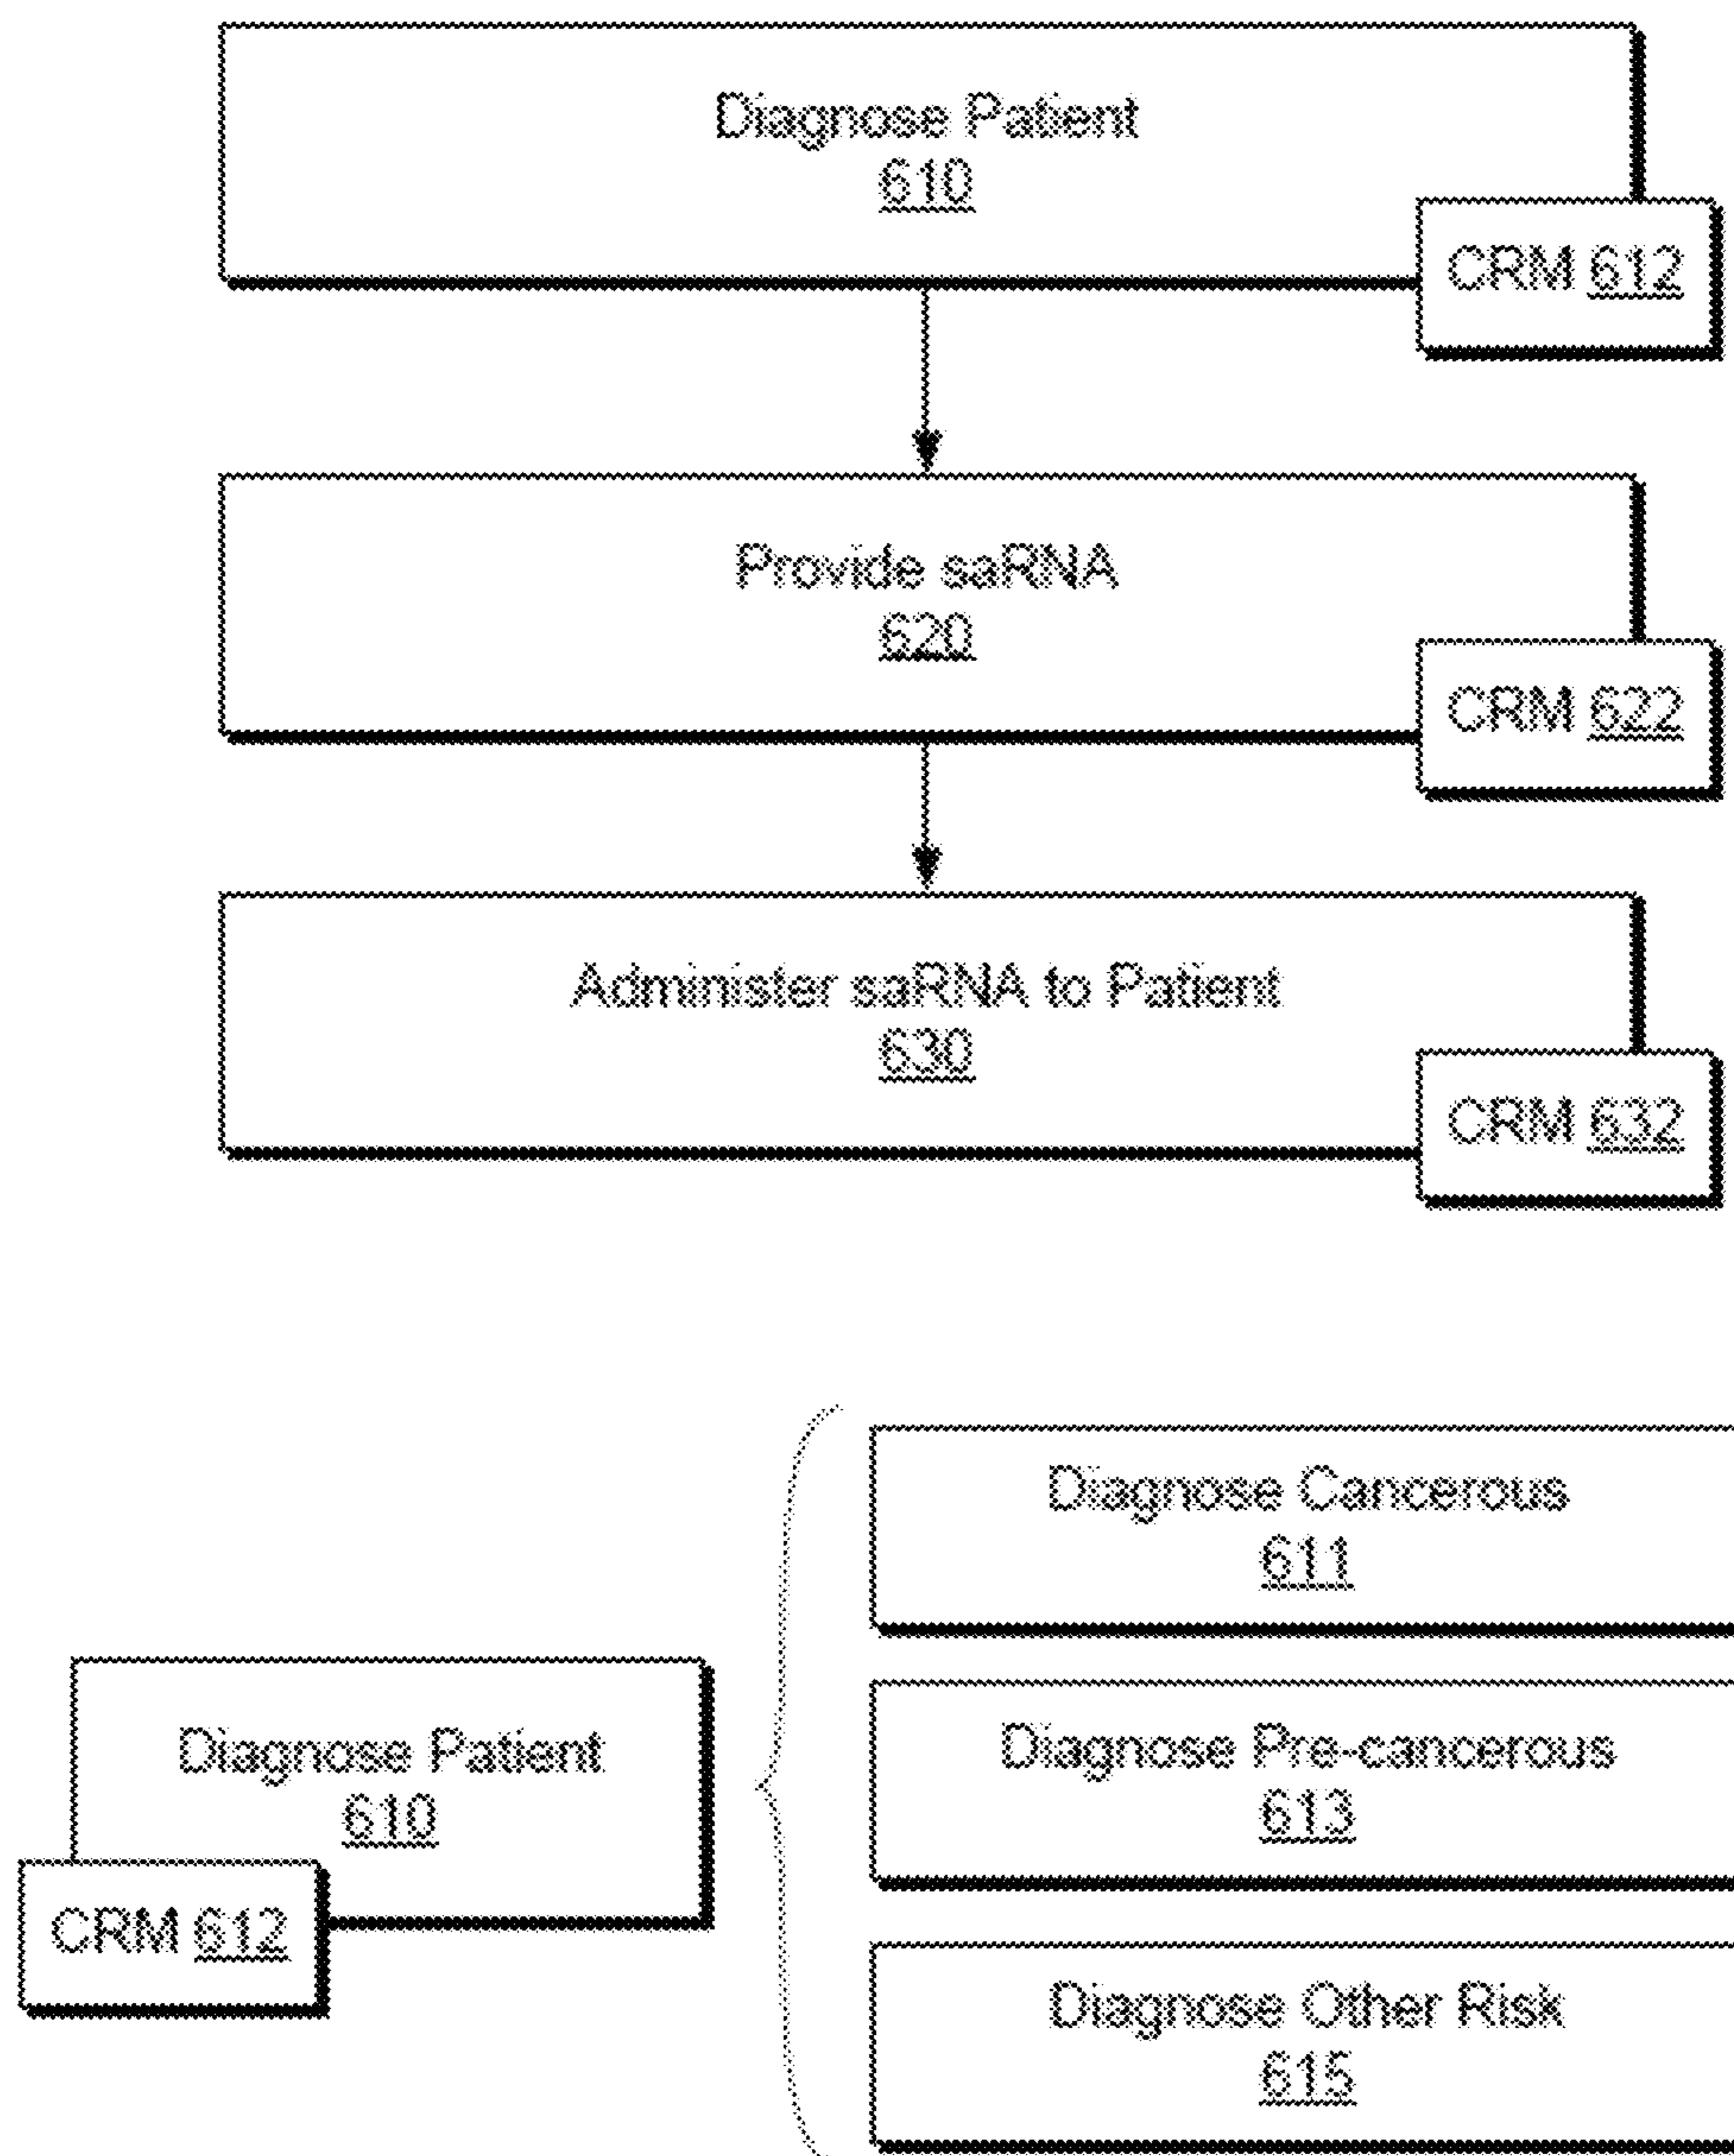 Diagnose Patient
610
CRM 612
Provide saRNA
620
CRM 622
Administer saRNA to Patient
630
CRM 632
Diagnose Cancerous
611
Diagnose Patient
610
CRM 612
Diagnose Pre-cancerous
613
Diagnose Other Risk
615